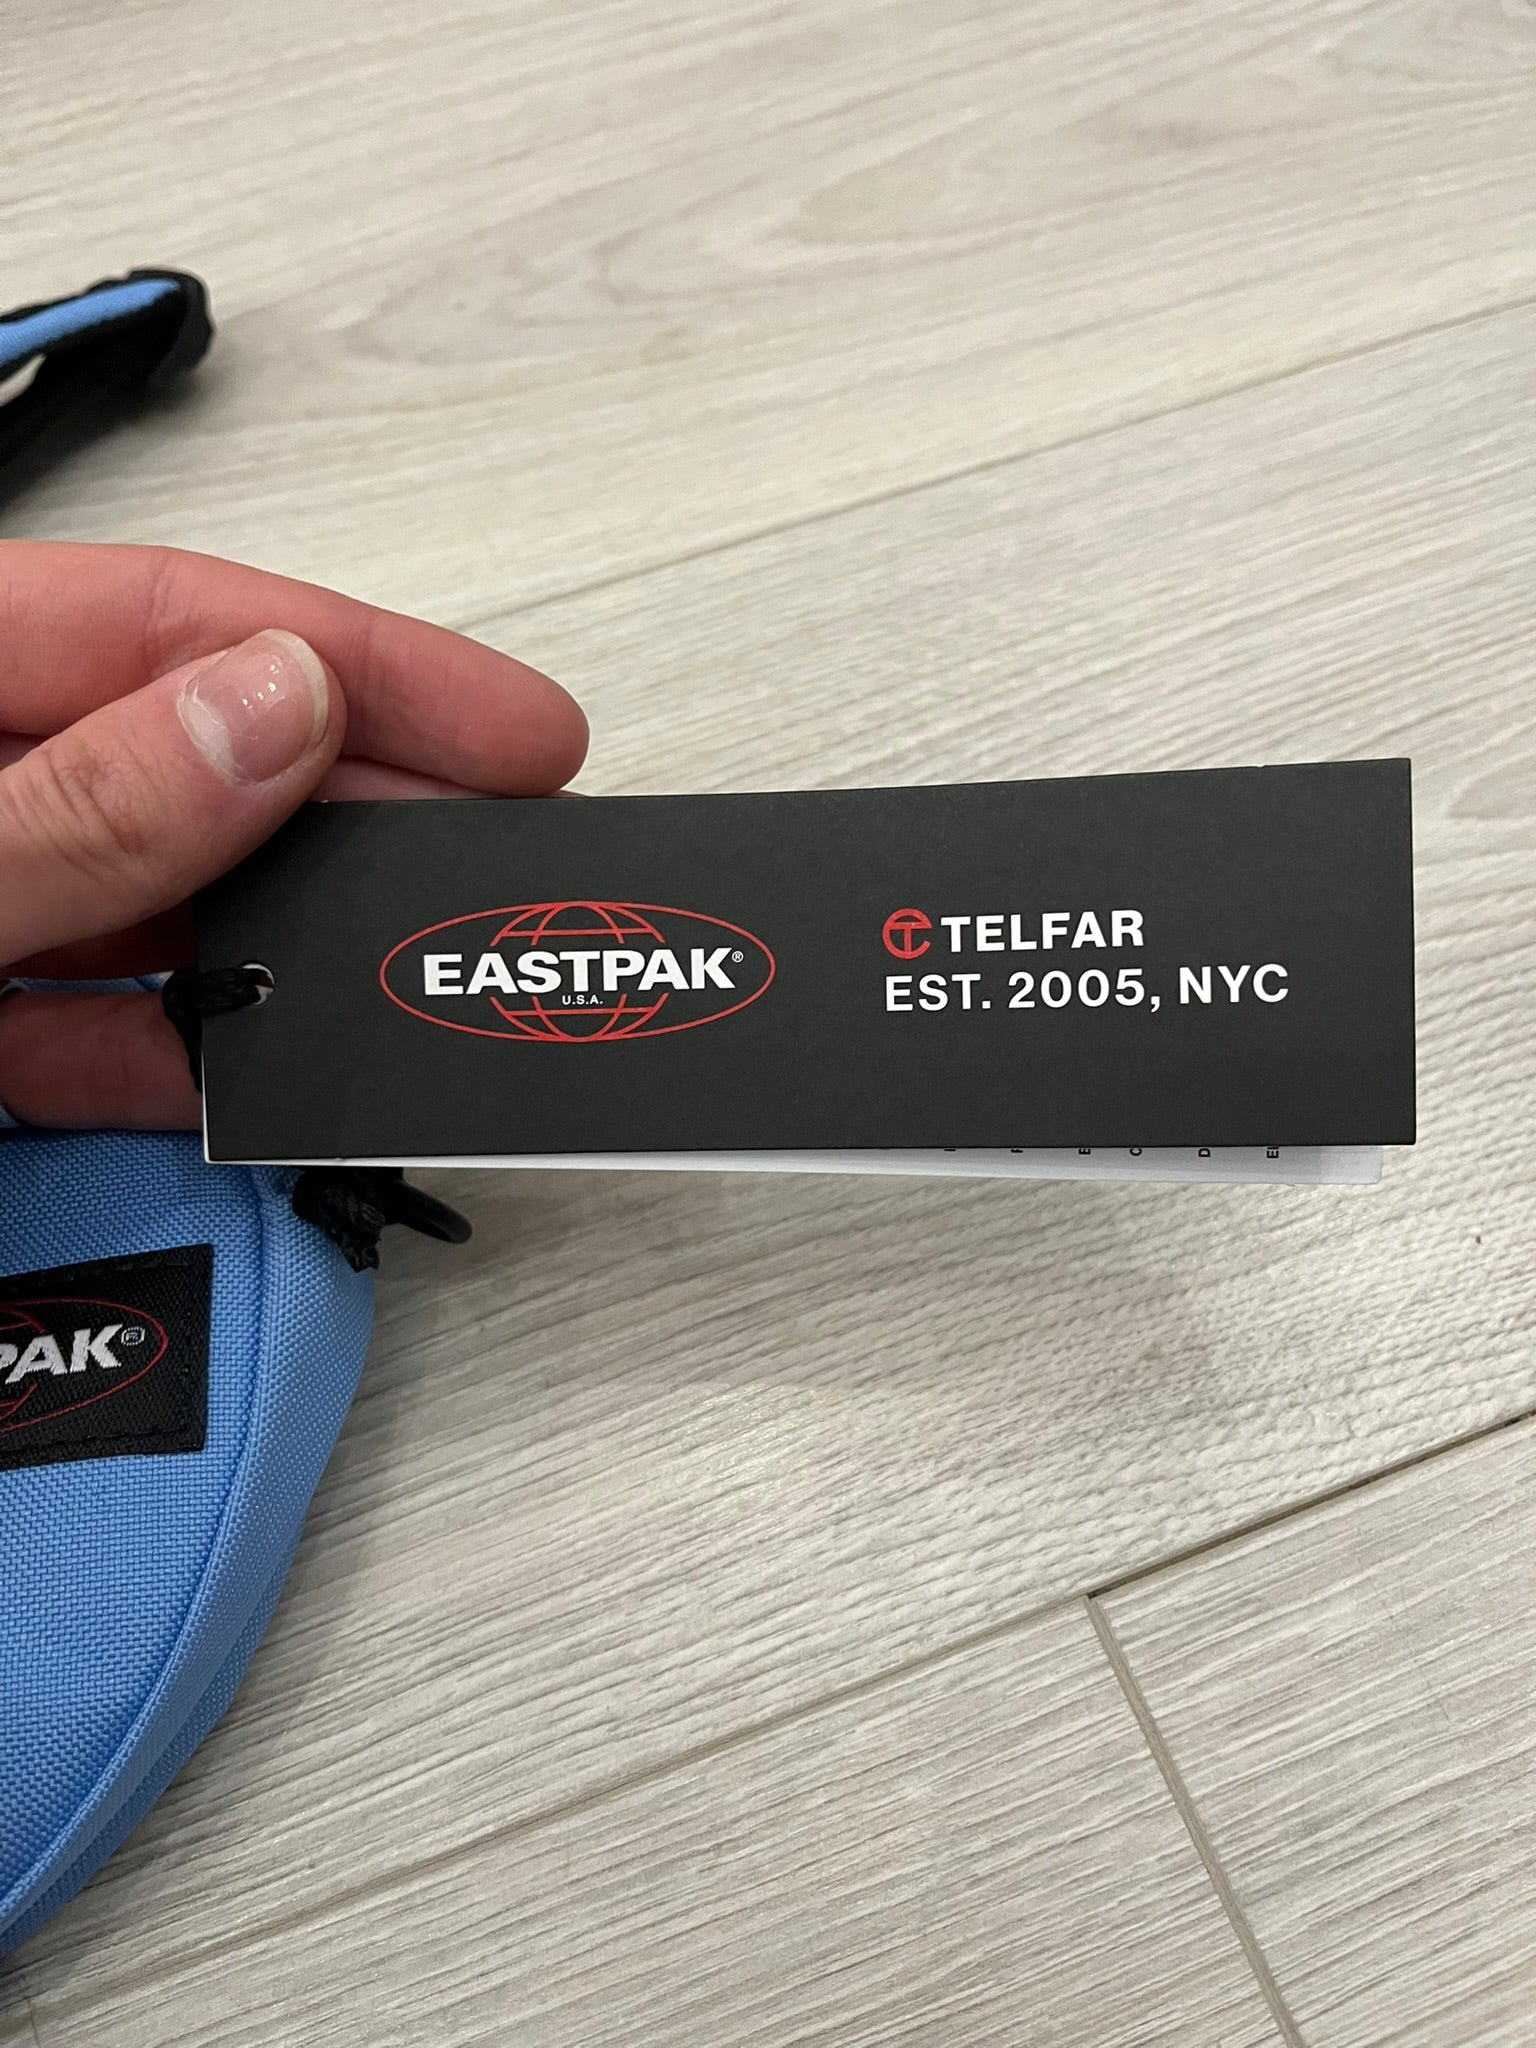 EASTPAK®
U.S.A.
TELFAR
EST. 2005, NYC
PAK®